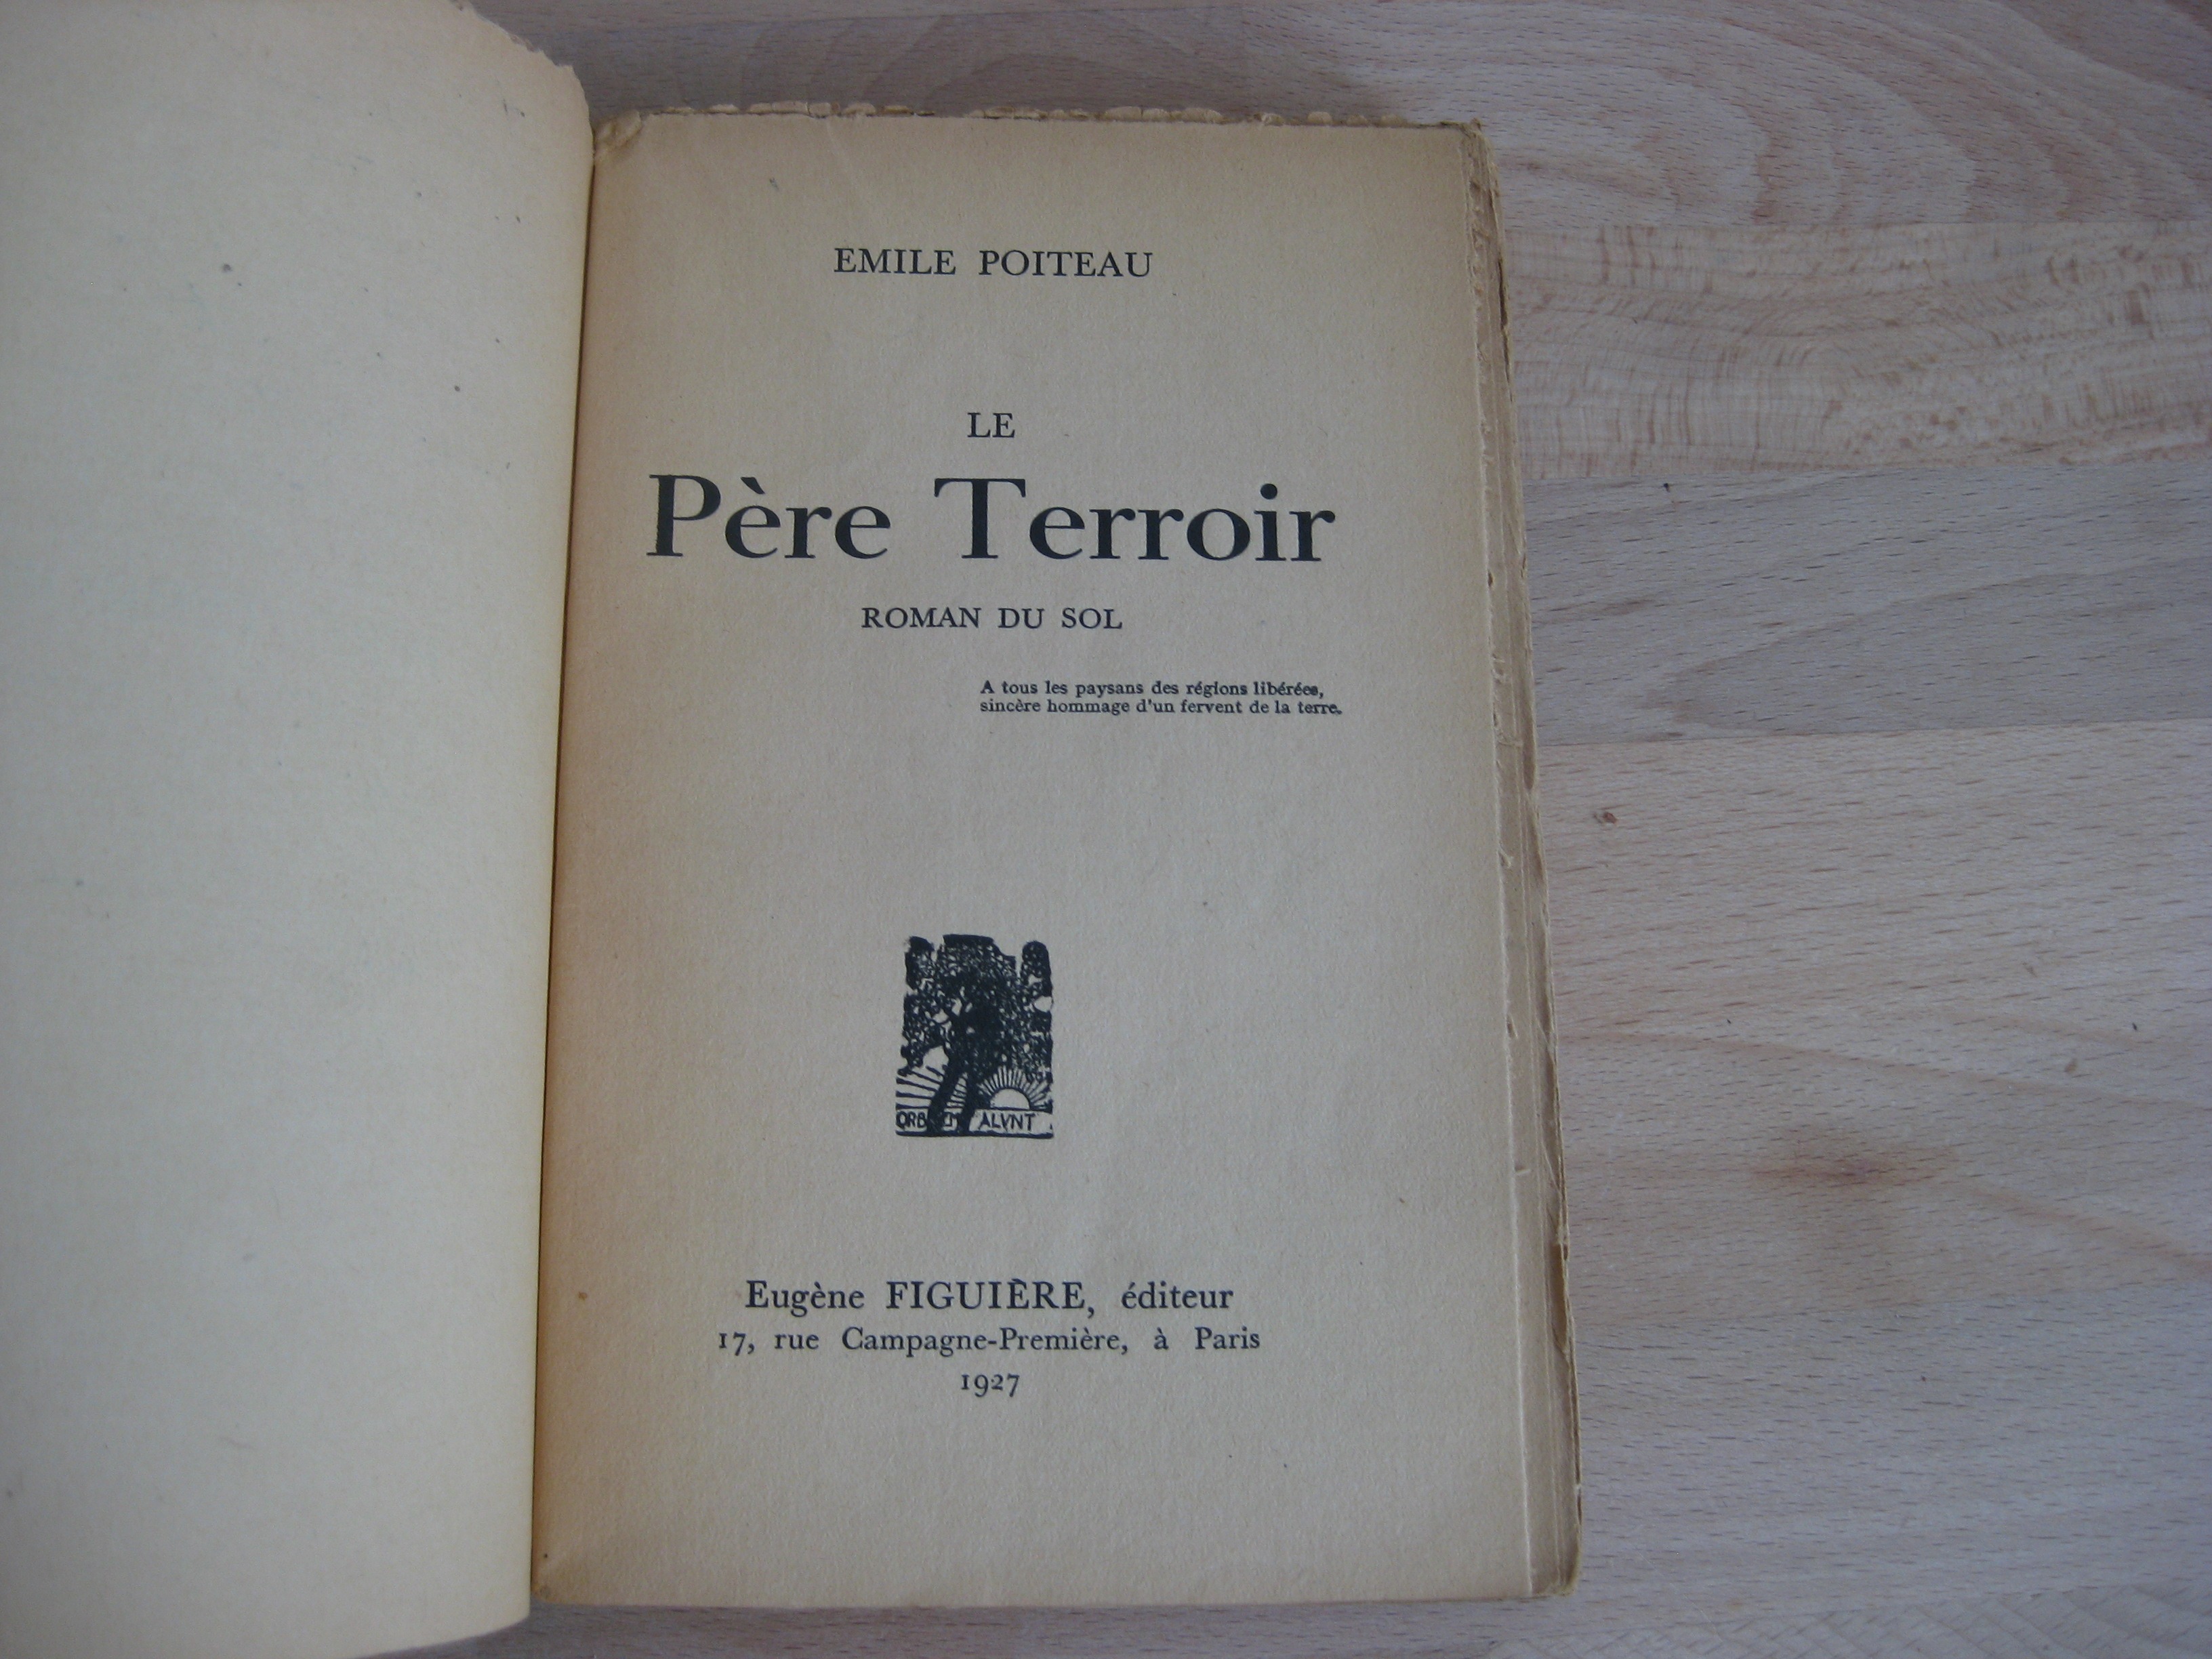 EMILE POITEAU
LE
Père Terroir
ROMAN DU SOL
A tous les paysans des régions libérées,
sincère hommage d'un fervent de la terre.
ALVNT
Eugène FIGUIÈRE, éditeur
17, rue Campagne-Première, à Paris
1927